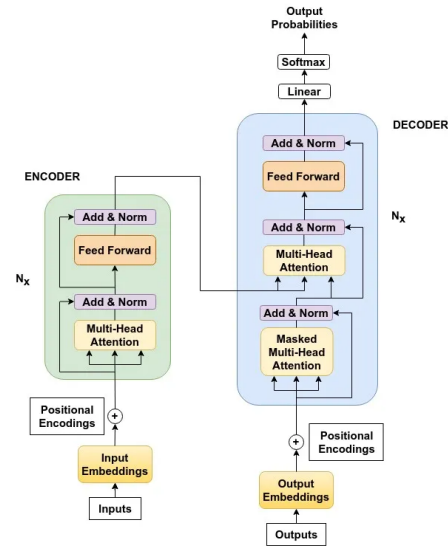 Output
Probabilities
Softmax
Linear
DECODER
Add & Norm
Feed Forward
Add & Norm
Nx
Multi-Head
Attention
Add & Norm
Masked
Multi-Head
Attention
Positional
Encodings
+
Output
Embeddings
Outputs
ENCODER
Add & Norm
Feed Forward
Nx
Add & Norm
Multi-Head
Attention
Positional
Encodings
+
Input
Embeddings
Inputs